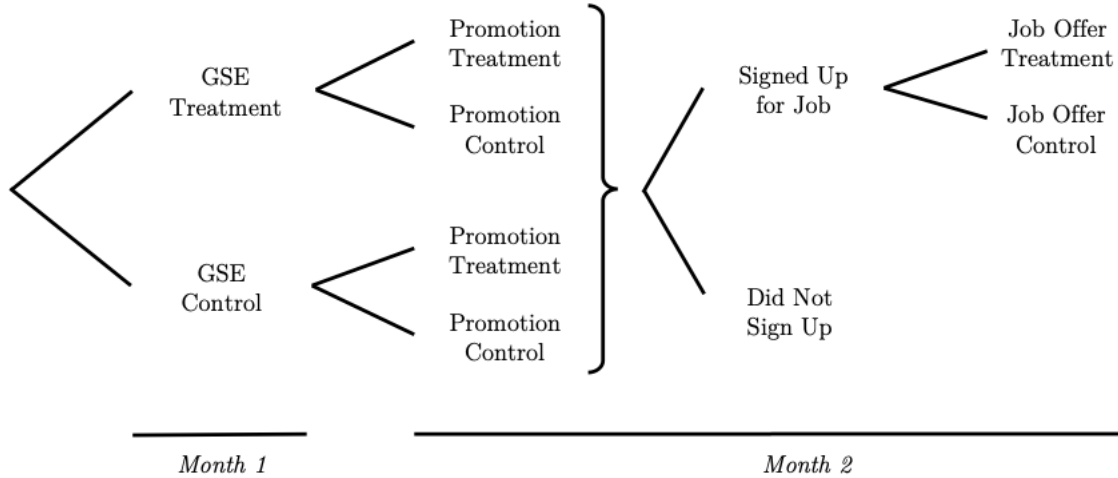 GSE
Treatment
Promotion
Treatment
Promotion
Control
GSE
Control
Promotion
Treatment
Promotion
Control
Signed Up
for Job
Did Not
Sign Up
Job Offer
Treatment
Job Offer
Control
Month 1
Month 2